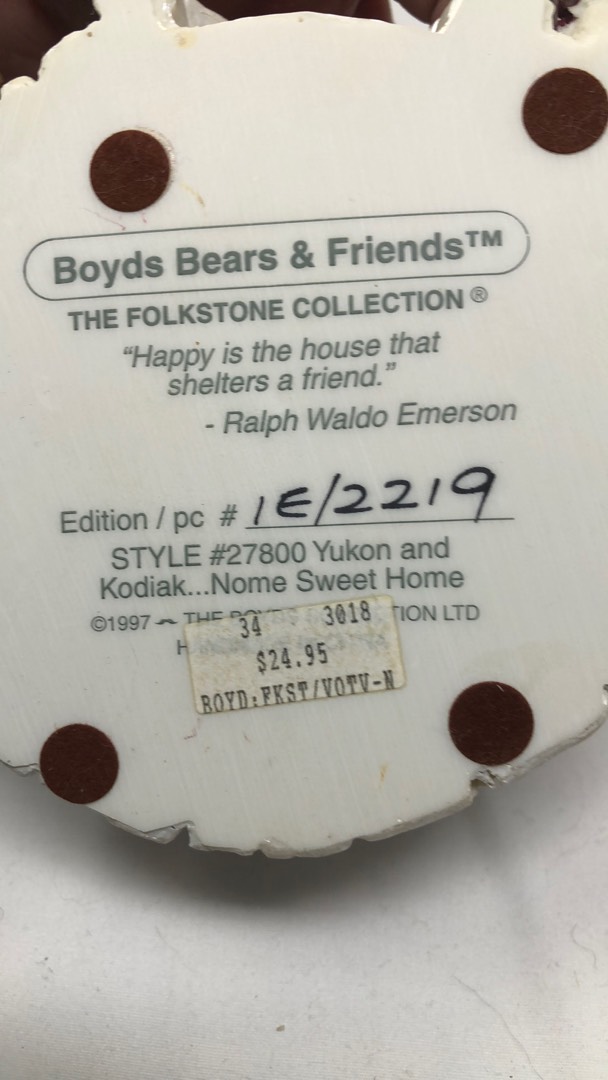 Boyds Bears & Friends™
THE FOLKSTONE COLLECTION ®
“Happy is the house that
shelters a friend.”
- Ralph Waldo Emerson
Edition / pc # 1E/2219
STYLE #27800 Yukon and
Kodiak...Nome Sweet Home
©1997 THE TION LTD
34 3018
$24.95
BOYD:FKST/VOTV-N